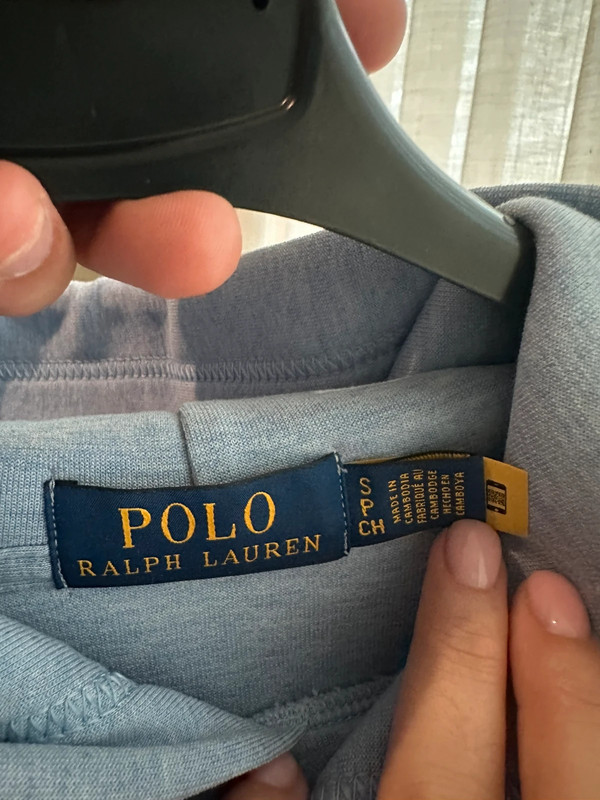 POLO
RALPH LAUREN
S
P
CH
MADE IN
CAMBODIA
FABRIQUÉ AU
CAMBODGE
HECHO EN
CAMBOYA